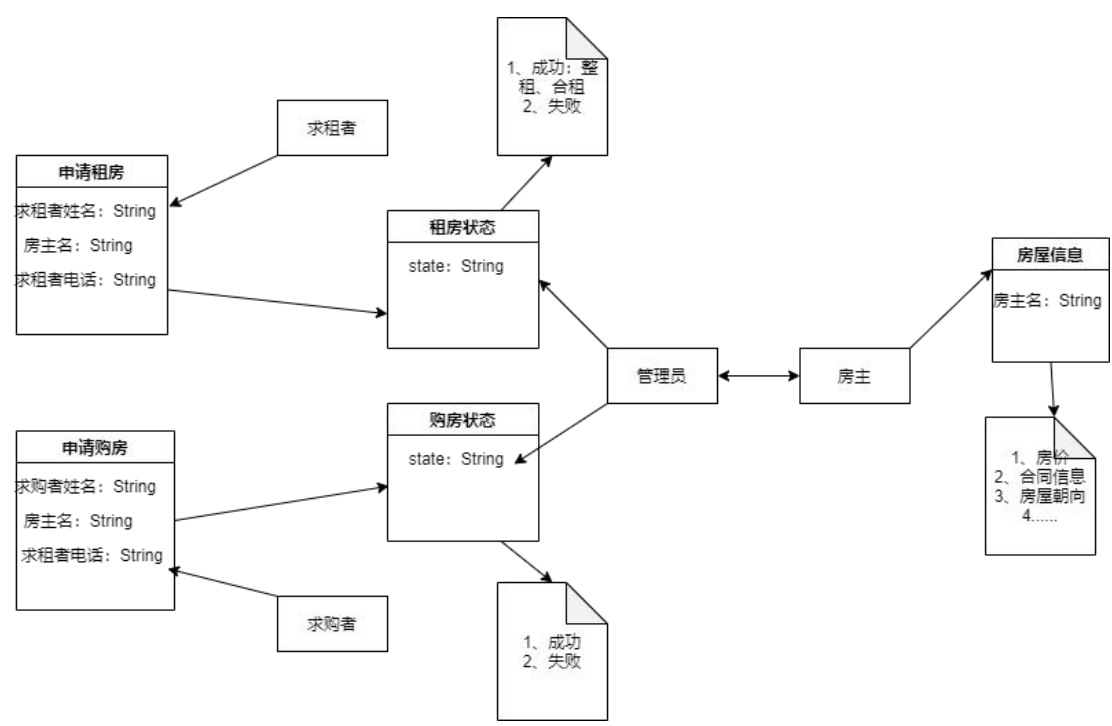 1、成功：整
租、合租
2、失败
求租者
申请租房
求租者姓名：String
房主名：String
求租者电话：String
租房状态
state：String
房屋信息
房主名：String
管理员
房主
购房状态
state：String
申请购房
求购者姓名：String
房主名：String
求租者电话：String
1、房价
2、合同信息
3、房屋朝向
4......
求购者
1、成功
2、失败